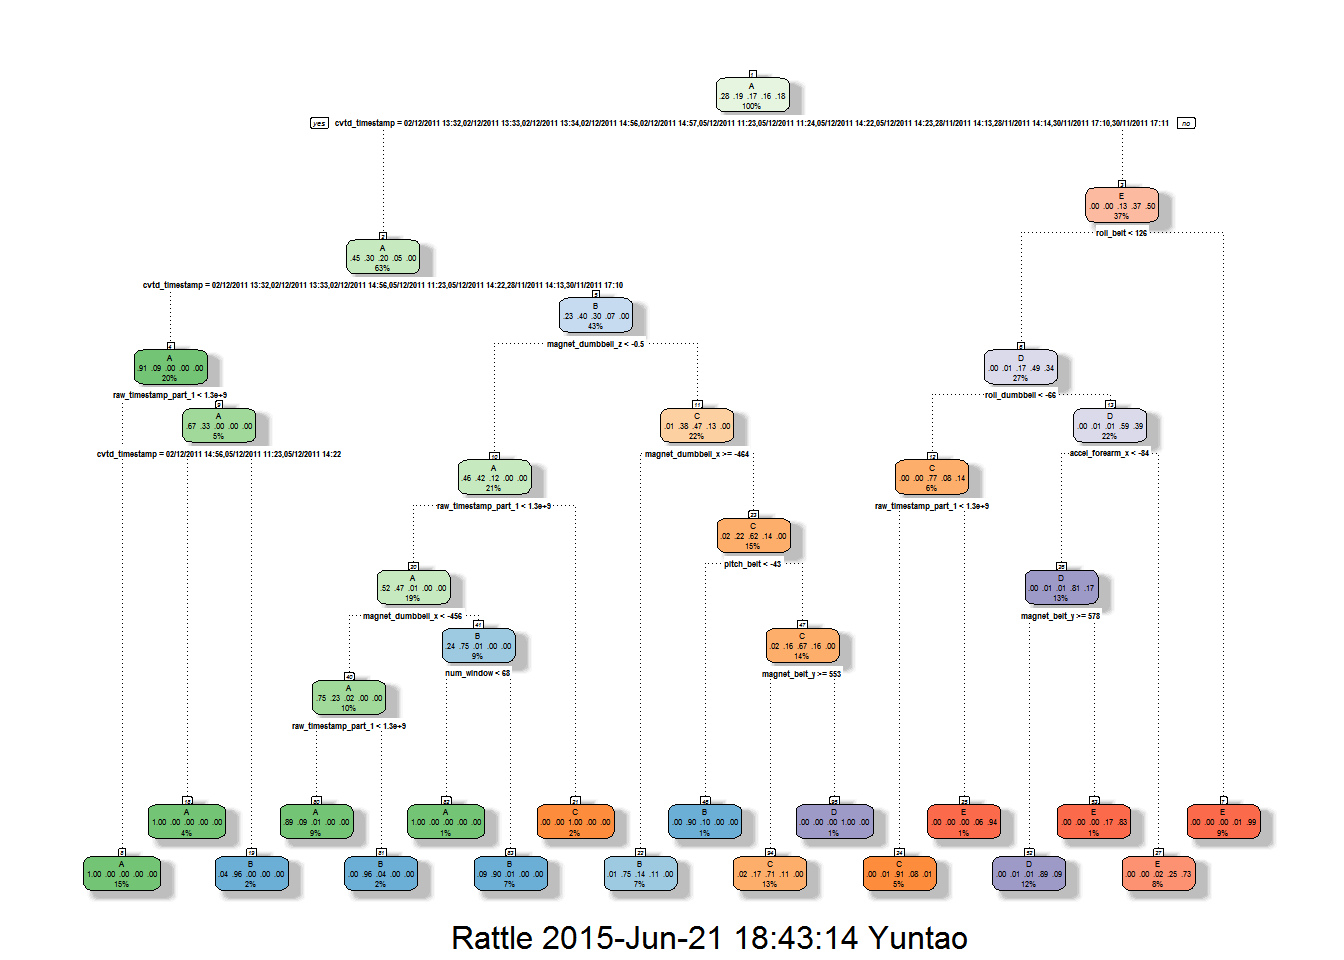 1
A
.28 .19 .17 .16 .18
100%
yes
cvtd_timestamp = 02/12/2011 13:32,02/12/2011 13:33,02/12/2011 13:34,02/12/2011 14:56,02/12/2011 14:57,05/12/2011 11:23,05/12/2011 11:24,05/12/2011 14:22,05/12/2011 14:23,28/11/2011 14:13,28/11/2011 14:14,30/11/2011 17:10,30/11/2011 17:11
no
3
E
.00 .00 .13 .37 .50
37%
roll_belt < 126
2
A
.45 .30 .20 .05 .00
63%
cvtd_timestamp = 02/12/2011 13:32,02/12/2011 13:33,02/12/2011 14:56,05/12/2011 11:23,05/12/2011 14:22,28/11/2011 14:13,30/11/2011 17:10
5
B
.23 .40 .30 .07 .00
43%
magnet_dumbbell_z < -0.5
4
A
.91 .09 .00 .00 .00
20%
raw_timestamp_part_1 < 1.3e+9
6
D
.00 .01 .17 .49 .34
27%
roll_dumbbell < -66
9
A
.67 .33 .00 .00 .00
5%
cvtd_timestamp = 02/12/2011 14:56,05/12/2011 11:23,05/12/2011 14:22
11
C
.01 .38 .47 .13 .00
22%
magnet_dumbbell_x >= -464
13
D
.00 .01 .01 .59 .39
22%
accel_forearm_x < -84
10
A
.46 .42 .12 .00 .00
21%
raw_timestamp_part_1 < 1.3e+9
12
C
.00 .00 .77 .08 .14
6%
raw_timestamp_part_1 < 1.3e+9
23
C
.02 .22 .62 .14 .00
15%
pitch_belt < -43
20
A
.52 .47 .01 .00 .00
19%
magnet_dumbbell_x < -456
26
D
.00 .01 .01 .81 .17
13%
magnet_belt_y >= 578
41
B
.24 .75 .01 .00 .00
9%
num_window < 68
47
C
.02 .16 .67 .16 .00
14%
magnet_belt_y >= 553
40
A
.75 .23 .02 .00 .00
10%
raw_timestamp_part_1 < 1.3e+9
18
A
1.00 .00 .00 .00 .00
4%
80
A
.89 .09 .01 .00 .00
9%
82
A
1.00 .00 .00 .00 .00
1%
21
C
.00 .00 1.00 .00 .00
2%
46
B
.00 .90 .10 .00 .00
1%
95
D
.00 .00 .00 1.00 .00
1%
25
E
.00 .00 .00 .06 .94
1%
53
E
.00 .00 .00 .17 .83
1%
7
E
.00 .00 .00 .01 .99
9%
8
A
1.00 .00 .00 .00 .00
15%
19
B
.04 .96 .00 .00 .00
2%
81
B
.00 .96 .04 .00 .00
2%
83
B
.09 .90 .01 .00 .00
7%
22
B
.01 .75 .14 .11 .00
7%
94
C
.02 .17 .71 .11 .00
13%
24
C
.00 .01 .91 .08 .01
5%
52
D
.00 .01 .01 .89 .09
12%
27
E
.00 .00 .02 .25 .73
8%
Rattle 2015-Jun-21 18:43:14 Yuntao